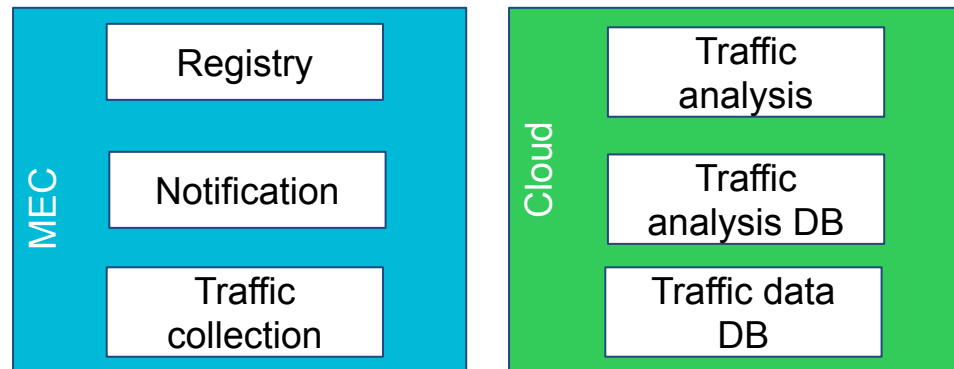 MEC
Registry
Notification
Traffic
collection
Cloud
Traffic
analysis
Traffic
analysis DB
Traffic data
DB